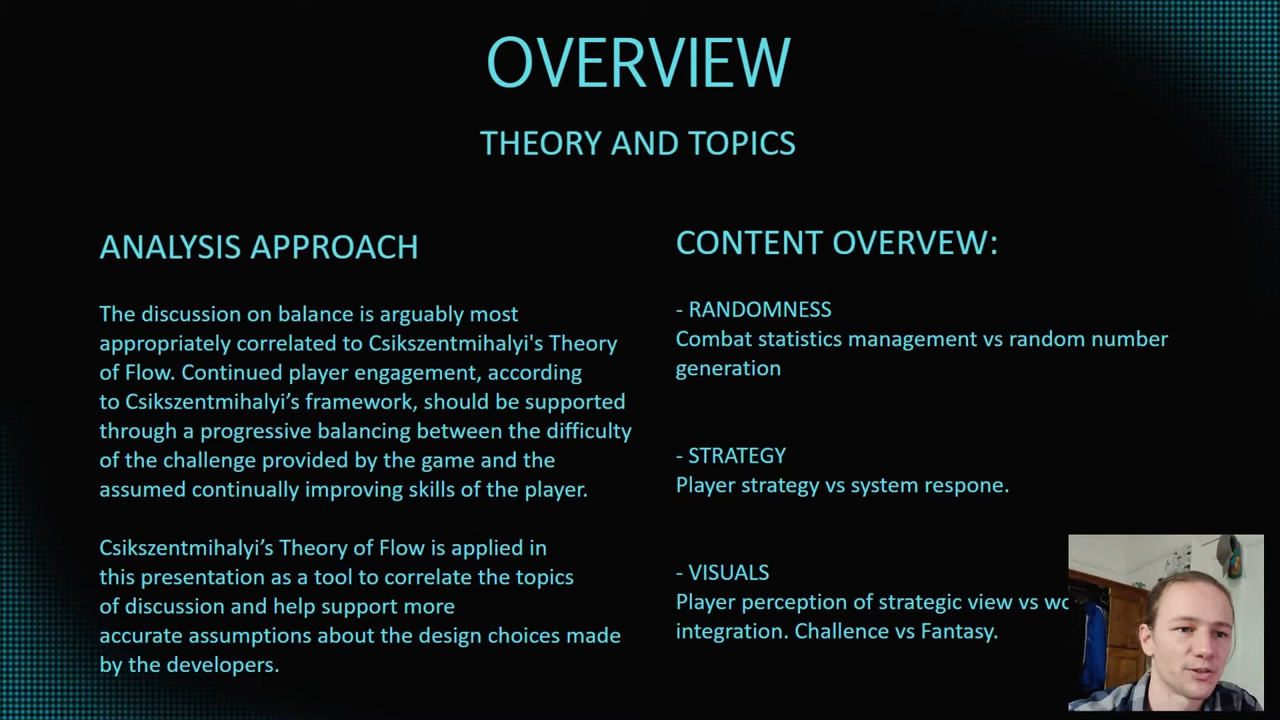 OVERVIEW
THEORY AND TOPICS
ANALYSIS APPROACH
The discussion on balance is arguably most
appropriately correlated to Csikszentmihalyi's Theory
of Flow. Continued player engagement, according
to Csikszentmihalyi’s framework, should be supported
through a progressive balancing between the difficulty
of the challenge provided by the game and the
assumed continually improving skills of the player.
Csikszentmihalyi’s Theory of Flow is applied in
this presentation as a tool to correlate the topics
of discussion and help support more
accurate assumptions about the design choices made
by the developers.
CONTENT OVERVEW:
- RANDOMNESS
Combat statistics management vs random number
generation
- STRATEGY
Player strategy vs system respone.
- VISUALS
Player perception of strategic view vs
integration. Challence vs Fantasy.